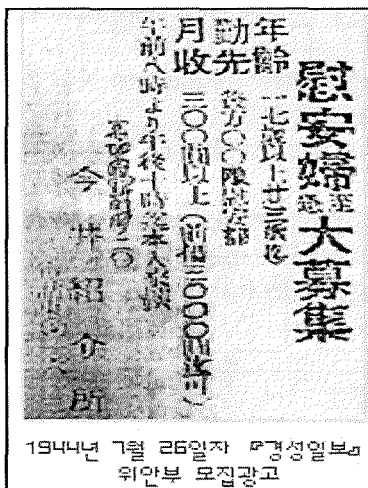 慰安婦至急大募集
年齢 一七歳以上廿三歳迄
勤先 後方〇〇隊慰安部
月收 三〇〇圓以上(前借三〇〇〇圓迄可)
午前八時より午後十時迄本人來談
今井紹介所
1944년 7월 26일자 『경성일보』
위안부 모집광고